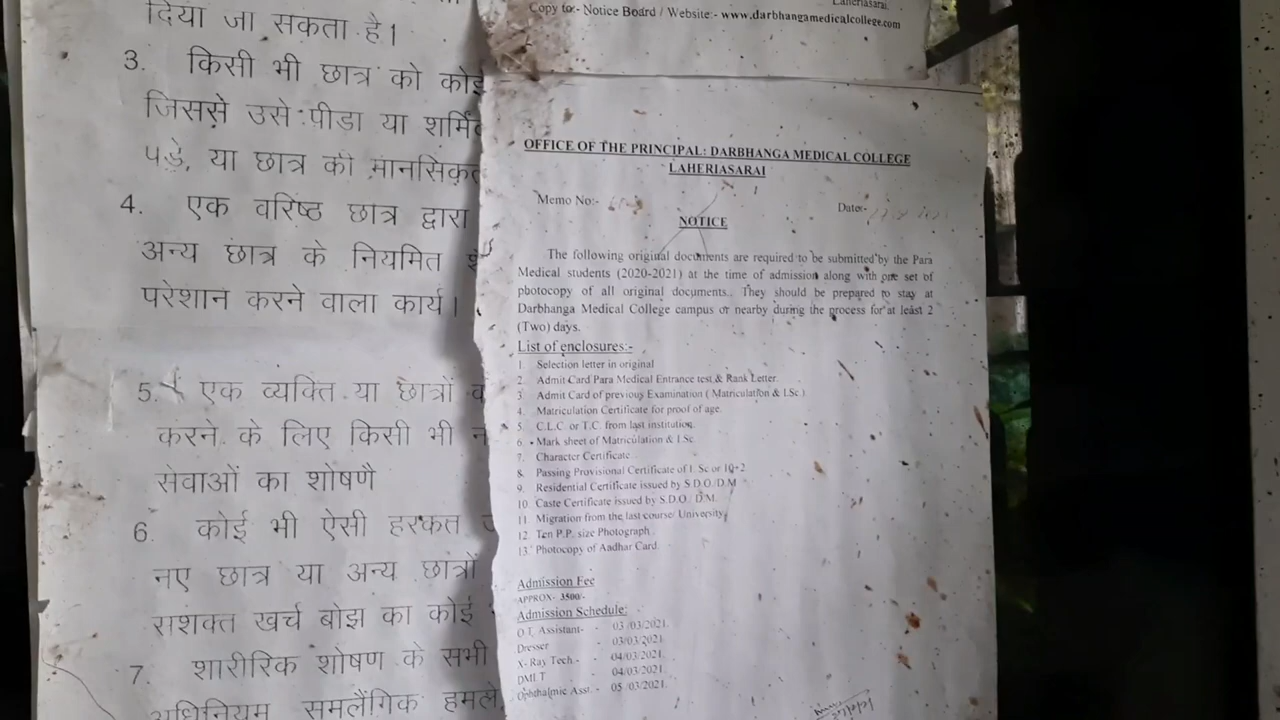 दिया जा सकता है।
3. किसी भी छात्र को कोई
जिससे उसे पीड़ा या
पड़े, या छात्र की
4. एक वरिष्ठ छात्र द्वारा
अन्य छात्र के नियमित
परेशान करने वाला कार्य।
5. एक व्यक्ति या छात्रों
करने के लिए किसी भी
सेवाओं का शोषणै
6. कोई भी ऐसी हरकत
नए छात्र या अन्य छात्रों
सशक्त खर्च बोझ का कोई
7. शारीरिक शोषण के सभी
अधिनियम समलैंगिक हमले
Laheriasarai.
Copy to:- Notice Board / Website:- www.darbhangamedicalcollege.com
OFFICE OF THE PRINCIPAL: DARBHANGA MEDICAL COLLEGE
LAHERIASARAI
Memo No:-
Date:-
NOTICE
The following original documents are required to be submitted by the Para
Medical students (2020-2021) at the time of admission along with one set of
photocopy of all original documents.. They should be prepared to stay at
Darbhanga Medical College campus or nearby during the process for at least 2
(Two) days.
List of enclosures:-
1. Selection letter in original
2. Admit Card Para Medical Entrance test & Rank Letter.
3. Admit Card of previous Examination ( Matriculation & I.Sc.)
4. Matriculation Certificate for proof of age.
5. C.L.C. or T.C. from last institution.
6. Mark sheet of Matriculation & I.Sc.
7. Character Certificate.
8. Passing Provisional Certificate of I. Sc or 10+2
9. Residential Certificate issued by S.D.O./D.M
10. Caste Certificate issued by S.D.O./ D.M.
11. Migration from the last course/ University
12. Ten P.P. size Photograph
13. Photocopy of Aadhar Card.
Admission Fee
APPROX- 3500/-
Admission Schedule:
O.T. Assistant- - 03 /03/2021.
Dresser - 03/03/2021.
X- Ray Tech.- - 04/03/2021.
DMLT - 04/03/2021.
Ophthalmic Asst.- - 05 /03/2021.